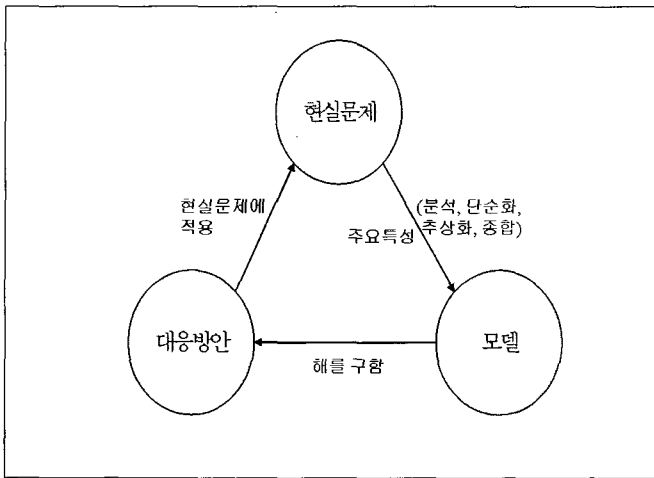 현실문제
현실문제에
적용
(분석, 단순화,
추상화, 종합)
주요특성
대응방안
모델
해를 구함